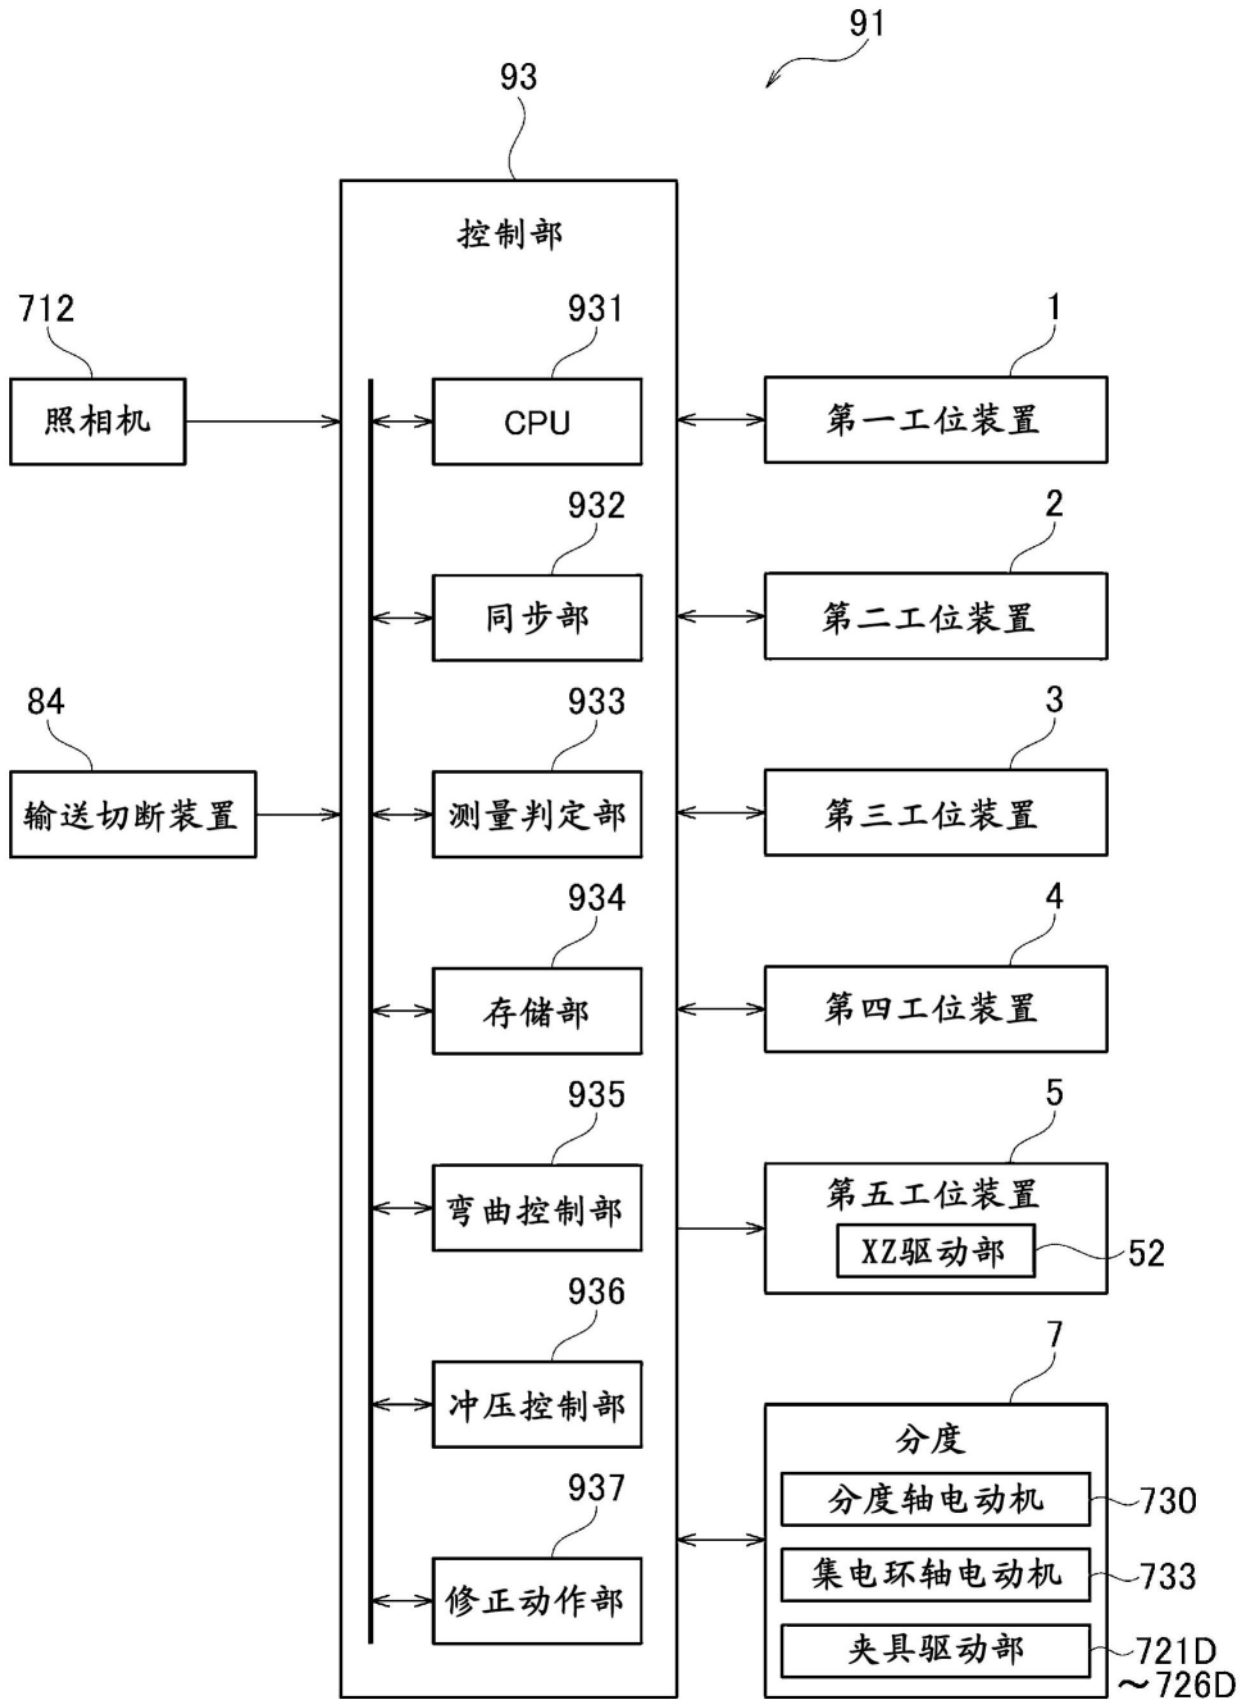 91
93
控制部
712
照相机
931
CPU
1
第一工位装置
932
同步部
2
第二工位装置
84
输送切断装置
933
测量判定部
3
第三工位装置
934
存储部
4
第四工位装置
935
弯曲控制部
5
第五工位装置
XZ驱动部
52
936
冲压控制部
7
分度
分度轴电动机
730
937
修正动作部
集电环轴电动机
733
夹具驱动部
721D
～726D